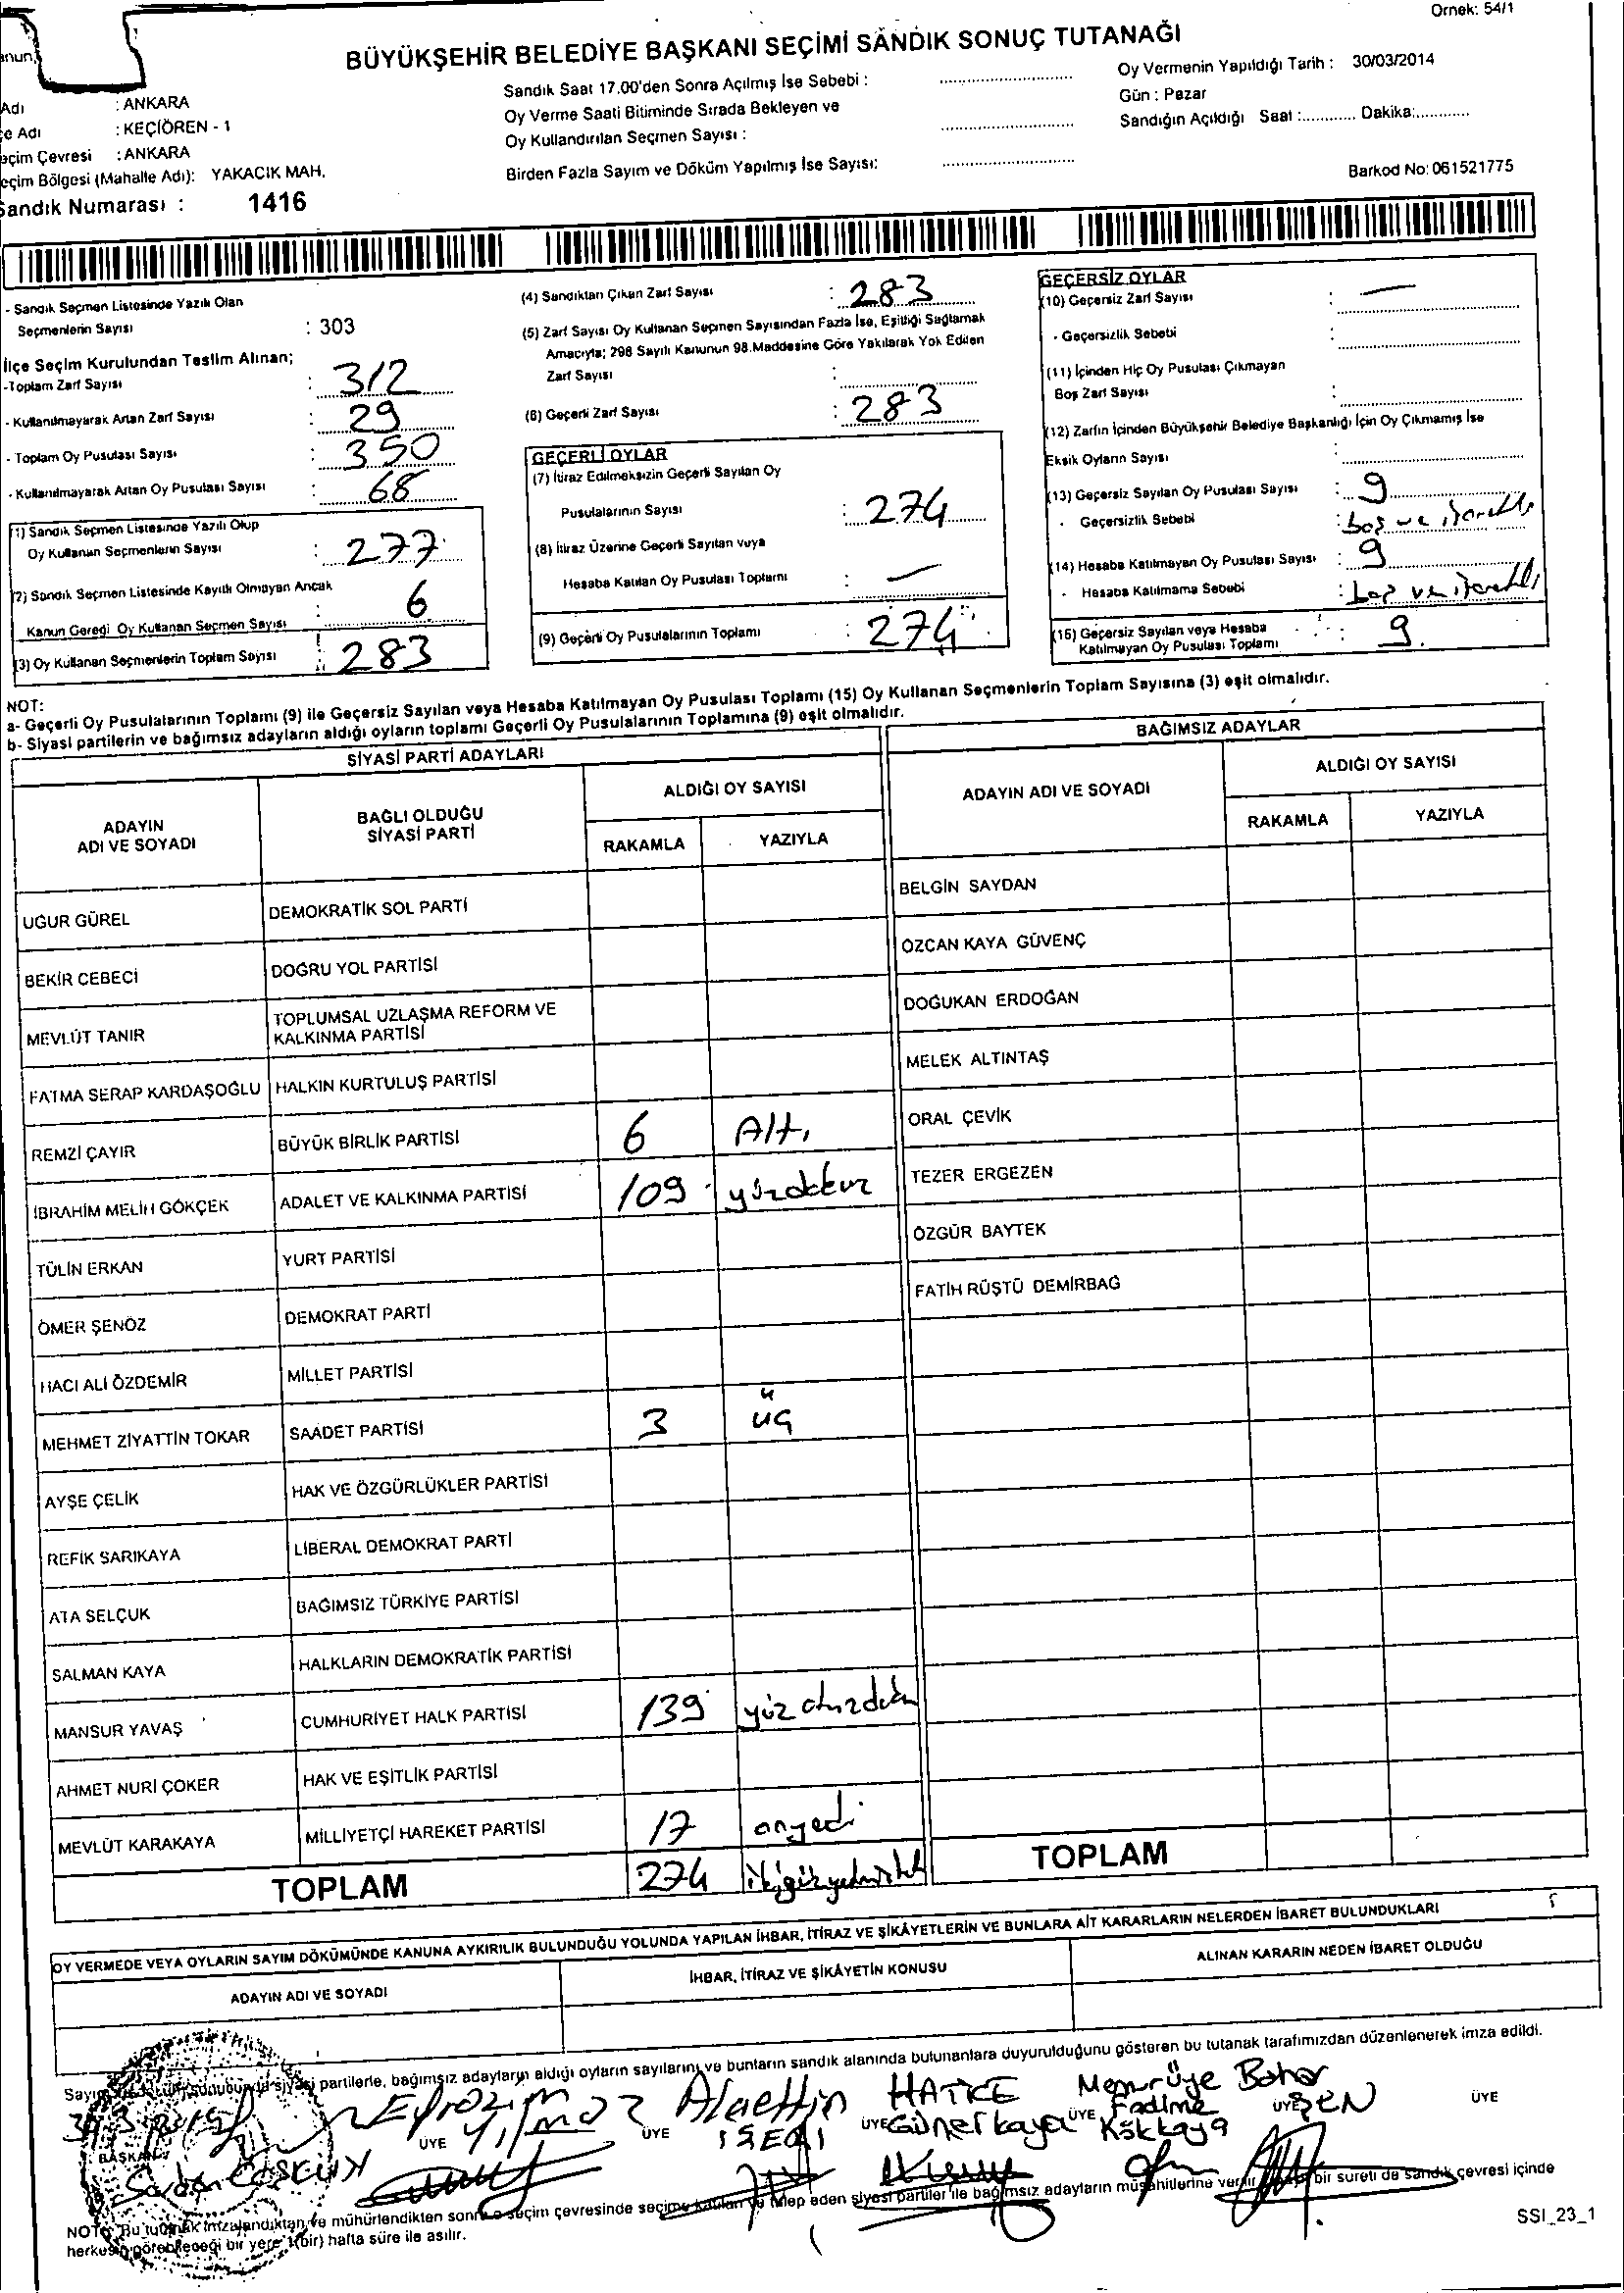 Örnek: 54/1
BÜYÜKŞEHİR BELEDİYE BAŞKANI SEÇİMİ SANDIK SONUÇ TUTANAĞI
Adı : ANKARA
çe Adı : KEÇİÖREN - 1
eçim Çevresi : ANKARA
eçim Bölgesi (Mahalle Adı): YAKACIK MAH.
Sandık Numarası : 1416
Sandık Saat 17.00'den Sonra Açılmış İse Sebebi :
Oy Verme Saati Bitiminde Sırada Bekleyen ve
Oy Kullandırılan Seçmen Sayısı :
Birden Fazla Sayım ve Döküm Yapılmış İse Sayısı:
Oy Vermenin Yapıldığı Tarih : 30/03/2014
Gün : Pazar
Sandığın Açıldığı Saat :............ Dakika:............
Barkod No: 061521775
- Sandık Seçmen Listesinde Yazılı Olan
Seçmenlerin Sayısı : 303
İlçe Seçim Kurulundan Teslim Alınan;
-Toplam Zarf Sayısı : 312
- Kullanılmayarak Artan Zarf Sayısı : 29
- Toplam Oy Pusulası Sayısı : 350
- Kullanılmayarak Artan Oy Pusulası Sayısı : 68
(1) Sandık Seçmen Listesinde Yazılı Olup
Oy Kullanan Seçmenlerin Sayısı : 277
(2) Sandık Seçmen Listesinde Kayıtlı Olmayan Ancak
Kanun Gereği Oy Kullanan Seçmen Sayısı : 6
(3) Oy Kullanan Seçmenlerin Toplam Sayısı : 283
(4) Sandıktan Çıkan Zarf Sayısı : 283
(5) Zarf Sayısı Oy Kullanan Seçmen Sayısından Fazla İse, Eşitliği Sağlamak
Amacıyla; 298 Sayılı Kanunun 98.Maddesine Göre Yakılarak Yok Edilen
Zarf Sayısı :
(6) Geçerli Zarf Sayısı : 283
GEÇERLİ OYLAR
(7) İtiraz Edilmeksizin Geçerli Sayılan Oy
Pusulalarının Sayısı : 274
(8) İtiraz Üzerine Geçerli Sayılan veya
Hesaba Katılan Oy Pusulası Toplamı : —
(9) Geçerli Oy Pusulalarının Toplamı : 274
GEÇERSİZ OYLAR
(10) Geçersiz Zarf Sayısı : —
- Geçersizlik Sebebi :
(11) İçinden Hiç Oy Pusulası Çıkmayan
Boş Zarf Sayısı :
(12) Zarfın İçinden Büyükşehir Belediye Başkanlığı İçin Oy Çıkmamış İse
Eksik Oyların Sayısı :
(13) Geçersiz Sayılan Oy Pusulası Sayısı : 9
- Geçersizlik Sebebi : boş ve işaretli
(14) Hesaba Katılmayan Oy Pusulası Sayısı : 9
- Hesaba Katılmama Sebebi : boş ve işaretli
(15) Geçersiz Sayılan veya Hesaba
Katılmayan Oy Pusulası Toplamı : 9
NOT:
a- Geçerli Oy Pusulalarının Toplamı (9) ile Geçersiz Sayılan veya Hesaba Katılmayan Oy Pusulası Toplamı (15) Oy Kullanan Seçmenlerin Toplam Sayısına (3) eşit olmalıdır.
b- Siyasi partilerin ve bağımsız adayların aldığı oyların toplamı Geçerli Oy Pusulalarının Toplamına (9) eşit olmalıdır.
SİYASİ PARTİ ADAYLARI
ADAYIN ADI VE SOYADI
BAĞLI OLDUĞU SİYASİ PARTİ
ALDIĞI OY SAYISI
RAKAMLA YAZIYLA
UĞUR GÜREL DEMOKRATİK SOL PARTİ
BEKİR CEBECİ DOĞRU YOL PARTİSİ
MEVLÜT TANIR TOPLUMSAL UZLAŞMA REFORM VE KALKINMA PARTİSİ
FATMA SERAP KARDAŞOĞLU HALKIN KURTULUŞ PARTİSİ
REMZİ ÇAYIR BÜYÜK BİRLİK PARTİSİ 6 Altı
İBRAHİM MELİH GÖKÇEK ADALET VE KALKINMA PARTİSİ 109 yüzdokuz
TÜLİN ERKAN YURT PARTİSİ
ÖMER ŞENÖZ DEMOKRAT PARTİ
HACI ALİ ÖZDEMİR MİLLET PARTİSİ
MEHMET ZİYATTİN TOKAR SAADET PARTİSİ 3 üç
AYŞE ÇELİK HAK VE ÖZGÜRLÜKLER PARTİSİ
REFİK SARIKAYA LİBERAL DEMOKRAT PARTİ
ATA SELÇUK BAĞIMSIZ TÜRKİYE PARTİSİ
SALMAN KAYA HALKLARIN DEMOKRATİK PARTİSİ
MANSUR YAVAŞ CUMHURİYET HALK PARTİSİ 139 yüz otuzdokuz
AHMET NURİ ÇOKER HAK VE EŞİTLİK PARTİSİ
MEVLÜT KARAKAYA MİLLİYETÇİ HAREKET PARTİSİ 17 onyedi
TOPLAM 274 ikiyüzyetmişdört
BAĞIMSIZ ADAYLAR
ADAYIN ADI VE SOYADI
ALDIĞI OY SAYISI
RAKAMLA YAZIYLA
BELGİN SAYDAN
ÖZCAN KAYA GÜVENÇ
DOĞUKAN ERDOĞAN
MELEK ALTINTAŞ
ORAL ÇEVİK
TEZER ERGEZEN
ÖZGÜR BAYTEK
FATİH RÜŞTÜ DEMİRBAĞ
TOPLAM
OY VERMEDE VEYA OYLARIN SAYIM DÖKÜMÜNDE KANUNA AYKIRILIK BULUNDUĞU YOLUNDA YAPILAN İHBAR, İTİRAZ VE ŞİKÂYETLERİN VE BUNLARA AİT KARARLARIN NELERDEN İBARET BULUNDUKLARI
ADAYIN ADI VE SOYADI
İHBAR, İTİRAZ VE ŞİKÂYETİN KONUSU
ALINAN KARARIN NEDEN İBARET OLDUĞU
siyasi partilerle, bağımsız adayların aldığı oyların sayılarını ve bunların sandık alanında bulunanlara duyurulduğunu gösteren bu tutanak tarafımızdan düzenlenerek imza edildi.
BAŞKAN
ÜYE Yılmaz
ÜYE Alaettin
ÜYE HATİCE Günerkaya
ÜYE Fadime Kökkaya
ÜYE ŞEN
ÜYE
NOT: Bu tutanak imzalandıktan ve mühürlendikten sonra o seçim çevresinde seçime katılan ve talep eden siyasi partiler ile bağımsız adayların müşahitlerine verilir bir sureti de sandık çevresi içinde
herkesin görebileceği bir yere 1(bir) hafta süre ile asılır.
SSI_23_1